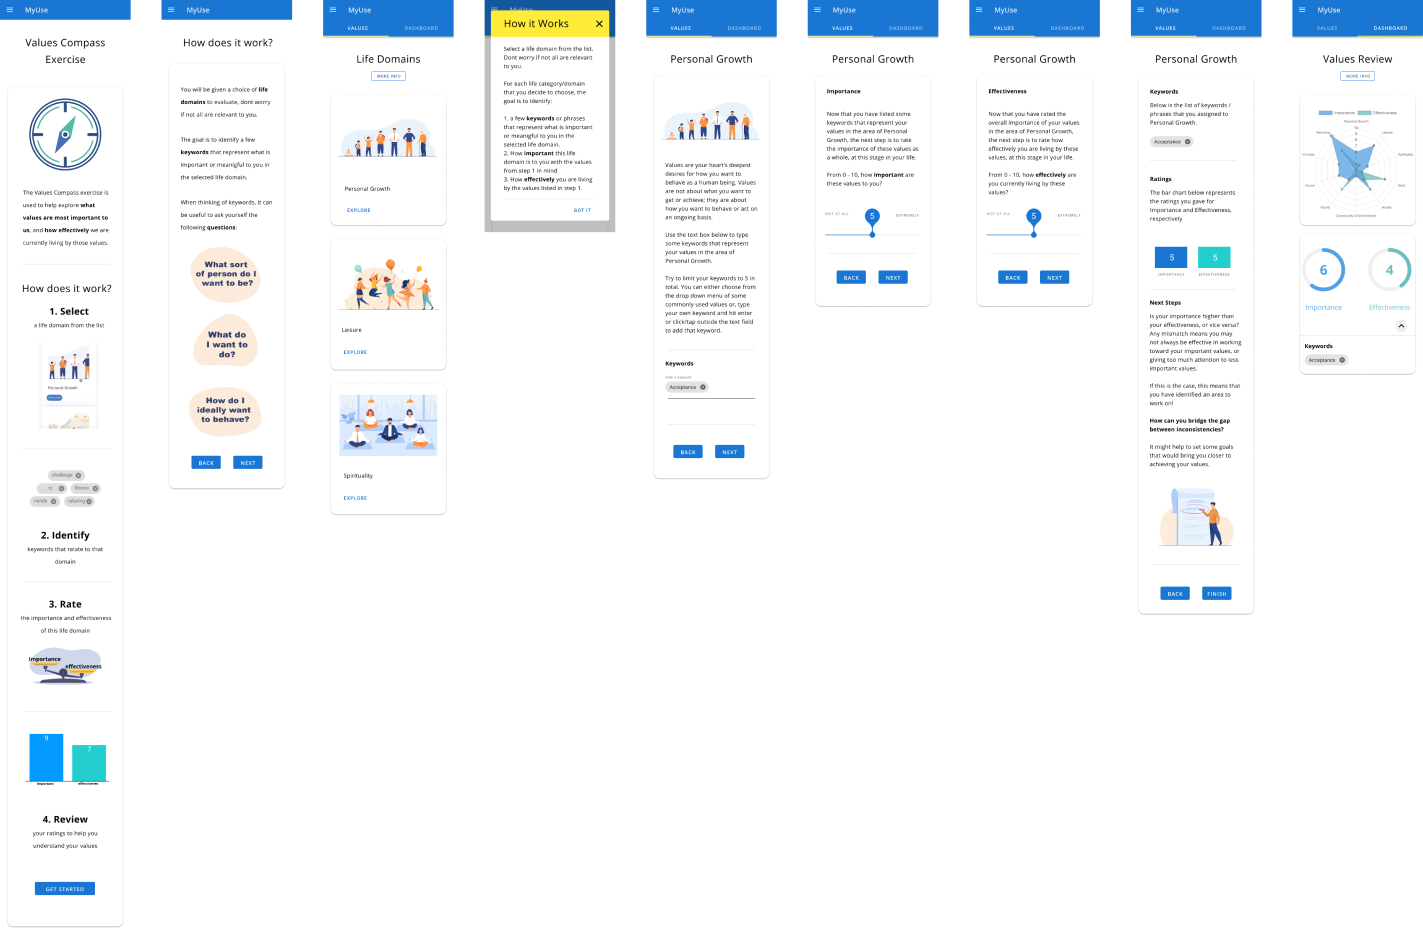 MyUse
Values Compass
Exercise
The Values Compass exercise is
used to help explore what
values are most important to
us, and how effectively we are
currently living by those values.
How does it work?
1. Select
a life domain from the list
Personal Growth
challenge
fitness
relaxing
2. Identify
keywords that relate to that
domain
3. Rate
the importance and effectiveness
of this life domain
Importance
effectiveness
9
7
important
effectiveness
4. Review
your ratings to help you
understand your values
GET STARTED
MyUse
How does it work?
You will be given a choice of life
domains to evaluate, dont worry
if not all are relevant to you.
The goal is to identify a few
keywords that represent what is
important or meaingful to you in
the selected life domain.
When thinking of keywords, it can
be useful to ask yourself the
following questions:
What sort
of person do I
want to be?
What do
I want to
do?
How do I
ideally want
to behave?
BACK NEXT
MyUse
VALUES DASHBOARD
Life Domains
MORE INFO
Personal Growth
EXPLORE
Leisure
EXPLORE
Spirituality
EXPLORE
How it Works
Select a life domain from the list.
Dont worry if not all are relevant
to you.
For each life category/domain
that you decide to choose, the
goal is to identify:
1. a few keywords or phrases
that represent what is important
or meanigful to you in the
selected life domain.
2. How important this life
domain is to you with the values
from step 1 in mind
3. How effectively you are living
by the values listed in step 1.
GOT IT
MyUse
VALUES DASHBOARD
Personal Growth
Values are your heart's deepest
desires for how you want to
behave as a human being. Values
are not about what you want to
get or achieve; they are about
how you want to behave or act on
an ongoing basis.
Use the text box below to type
some keywords that represent
your values in the area of
Personal Growth.
Try to limit your keywords to 5 in
total. You can either choose from
the drop down menu of some
commonly used values or, type
your own keyword and hit enter
or click/tap outside the text field
to add that keyword.
Keywords
Enter a keyword
Acceptance
BACK NEXT
MyUse
VALUES DASHBOARD
Personal Growth
Importance
Now that you have listed some
keywords that represent your
values in the area of Personal
Growth, the next step is to rate
the importance of these values as
a whole, at this stage in your life.
From 0 - 10, how important are
these values to you?
NOT AT ALL 5 EXTREMELY
BACK NEXT
MyUse
VALUES DASHBOARD
Personal Growth
Effectiveness
Now that you have rated the
overall importance of your values
in the area of Personal Growth,
the next step is to rate how
effectively you are living by these
values, at this stage in your life.
From 0 - 10, how effectively are
you currently living by these
values?
NOT AT ALL 5 EXTREMELY
BACK NEXT
MyUse
VALUES DASHBOARD
Personal Growth
Keywords
Below is the list of keywords /
phrases that you assigned to
Personal Growth.
Acceptance
Ratings
The bar chart below represents
the ratings you gave for
Importance and Effectiveness,
respectively
5 5
IMPORTANCE EFFECTIVENESS
Next Steps
Is your importance higher than
your effectiveness, or vice versa?
Any mismatch means you may
not always be effective in working
toward your important values, or
giving too much attention to less
important values.
If this is the case, this means that
you have identified an area to
work on!
How can you bridge the gap
between inconsistencies?
It might help to set some goals
that would bring you closer to
achieving your values.
BACK FINISH
MyUse
VALUES DASHBOARD
Values Review
MORE INFO
Importance Effectiveness
Personal Growth
Parenting
Leisure
Spirituality
Work
Health
Community & Environment
Family
Social
6 4
Importance Effectiveness
Keywords
Acceptance